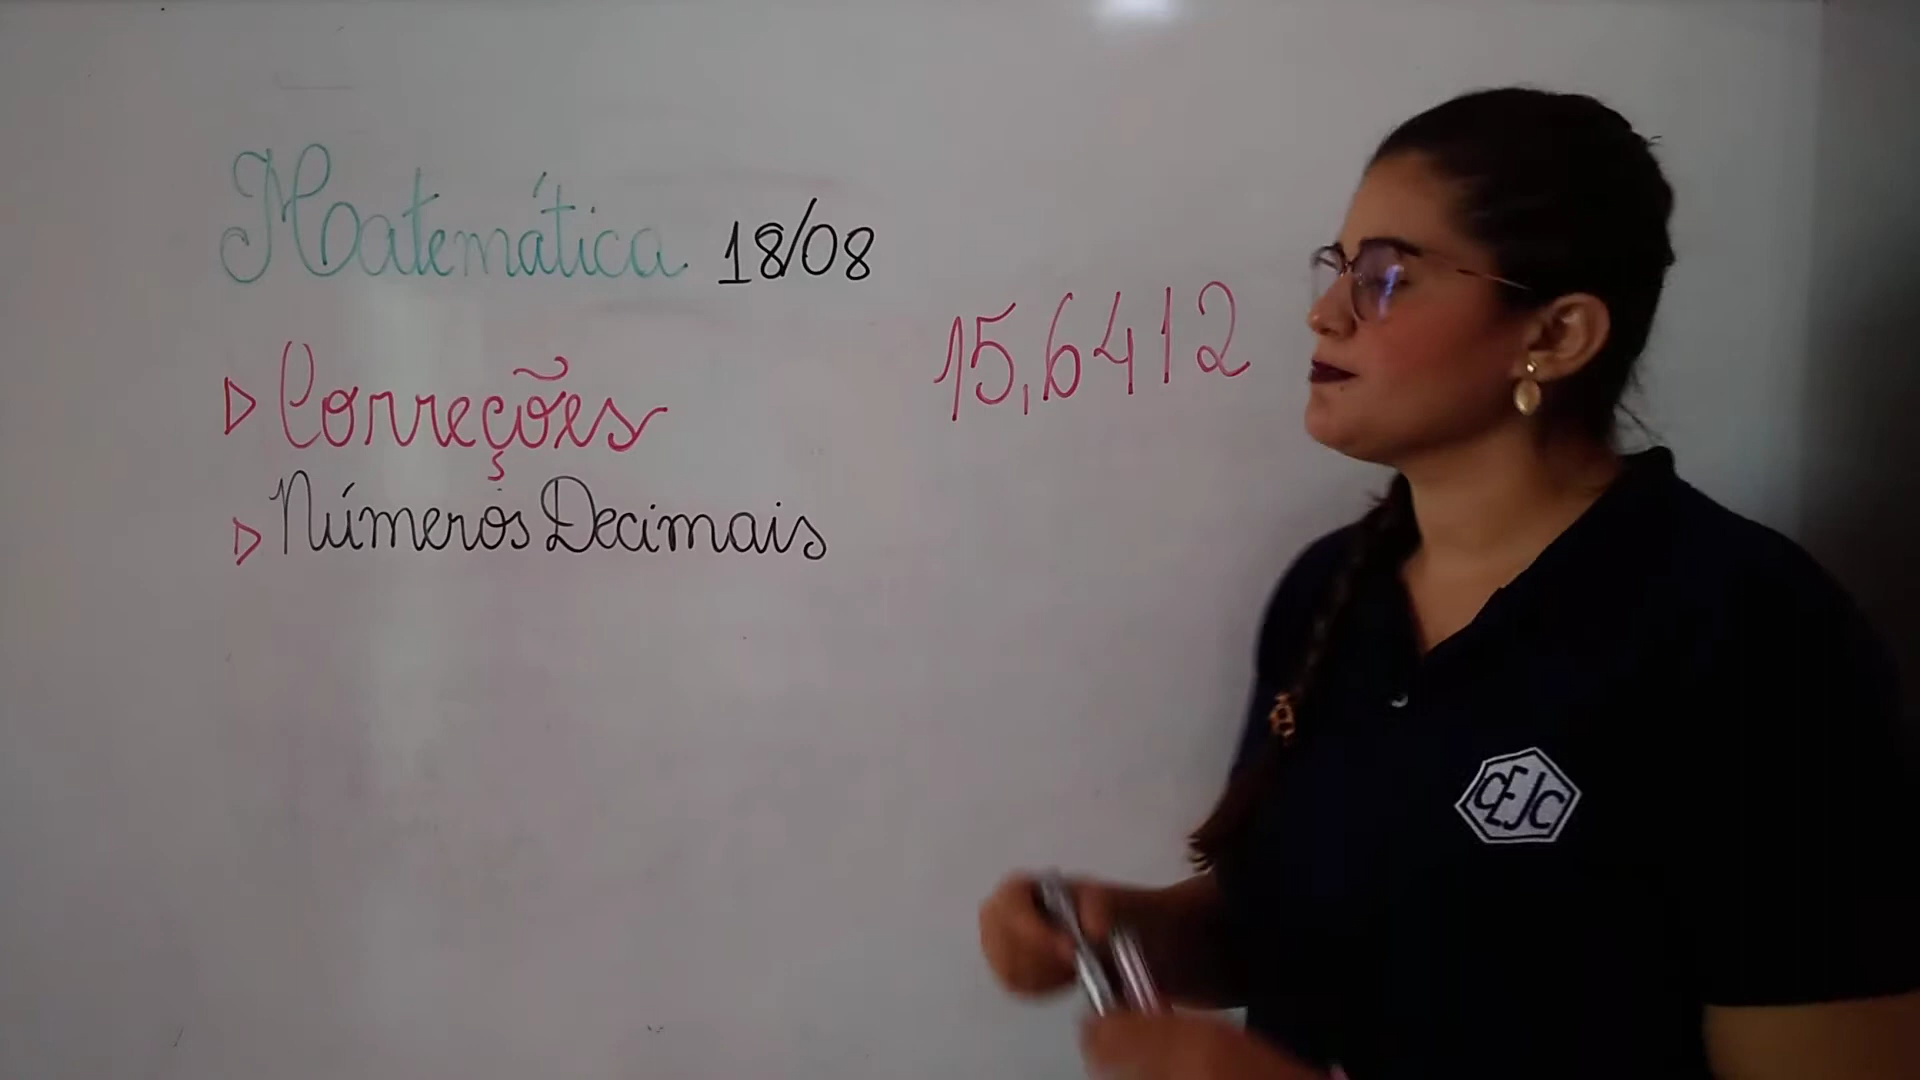 Matemática 18/08
15,6412
▷ Correções
▷ Números Decimais
CEJC